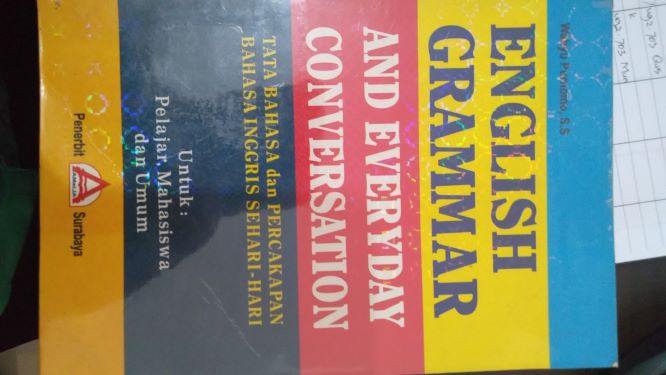 S.S
ENGLISH
GRAMMAR
AND EVERYDAY
CONVERSATION
TATA BAHASA dan PERCAKAPAN
BAHASA INGGRIS SEHARI-HARI
Untuk :
Pelajar, Mahasiswa
dan Umum
Penerbit
Surabaya